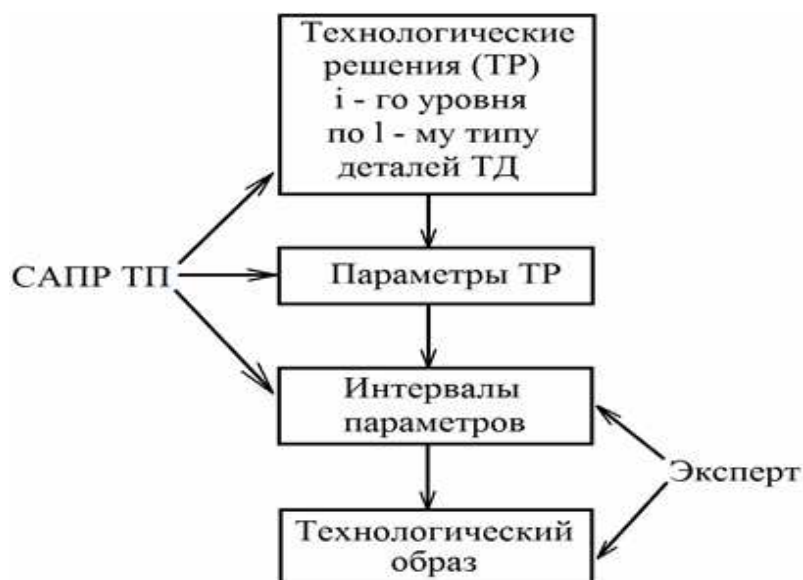 Технологические
решения (ТР)
i - го уровня
по l - му типу
деталей ТД
САПР ТП
Параметры ТР
Интервалы
параметров
Эксперт
Технологический
образ